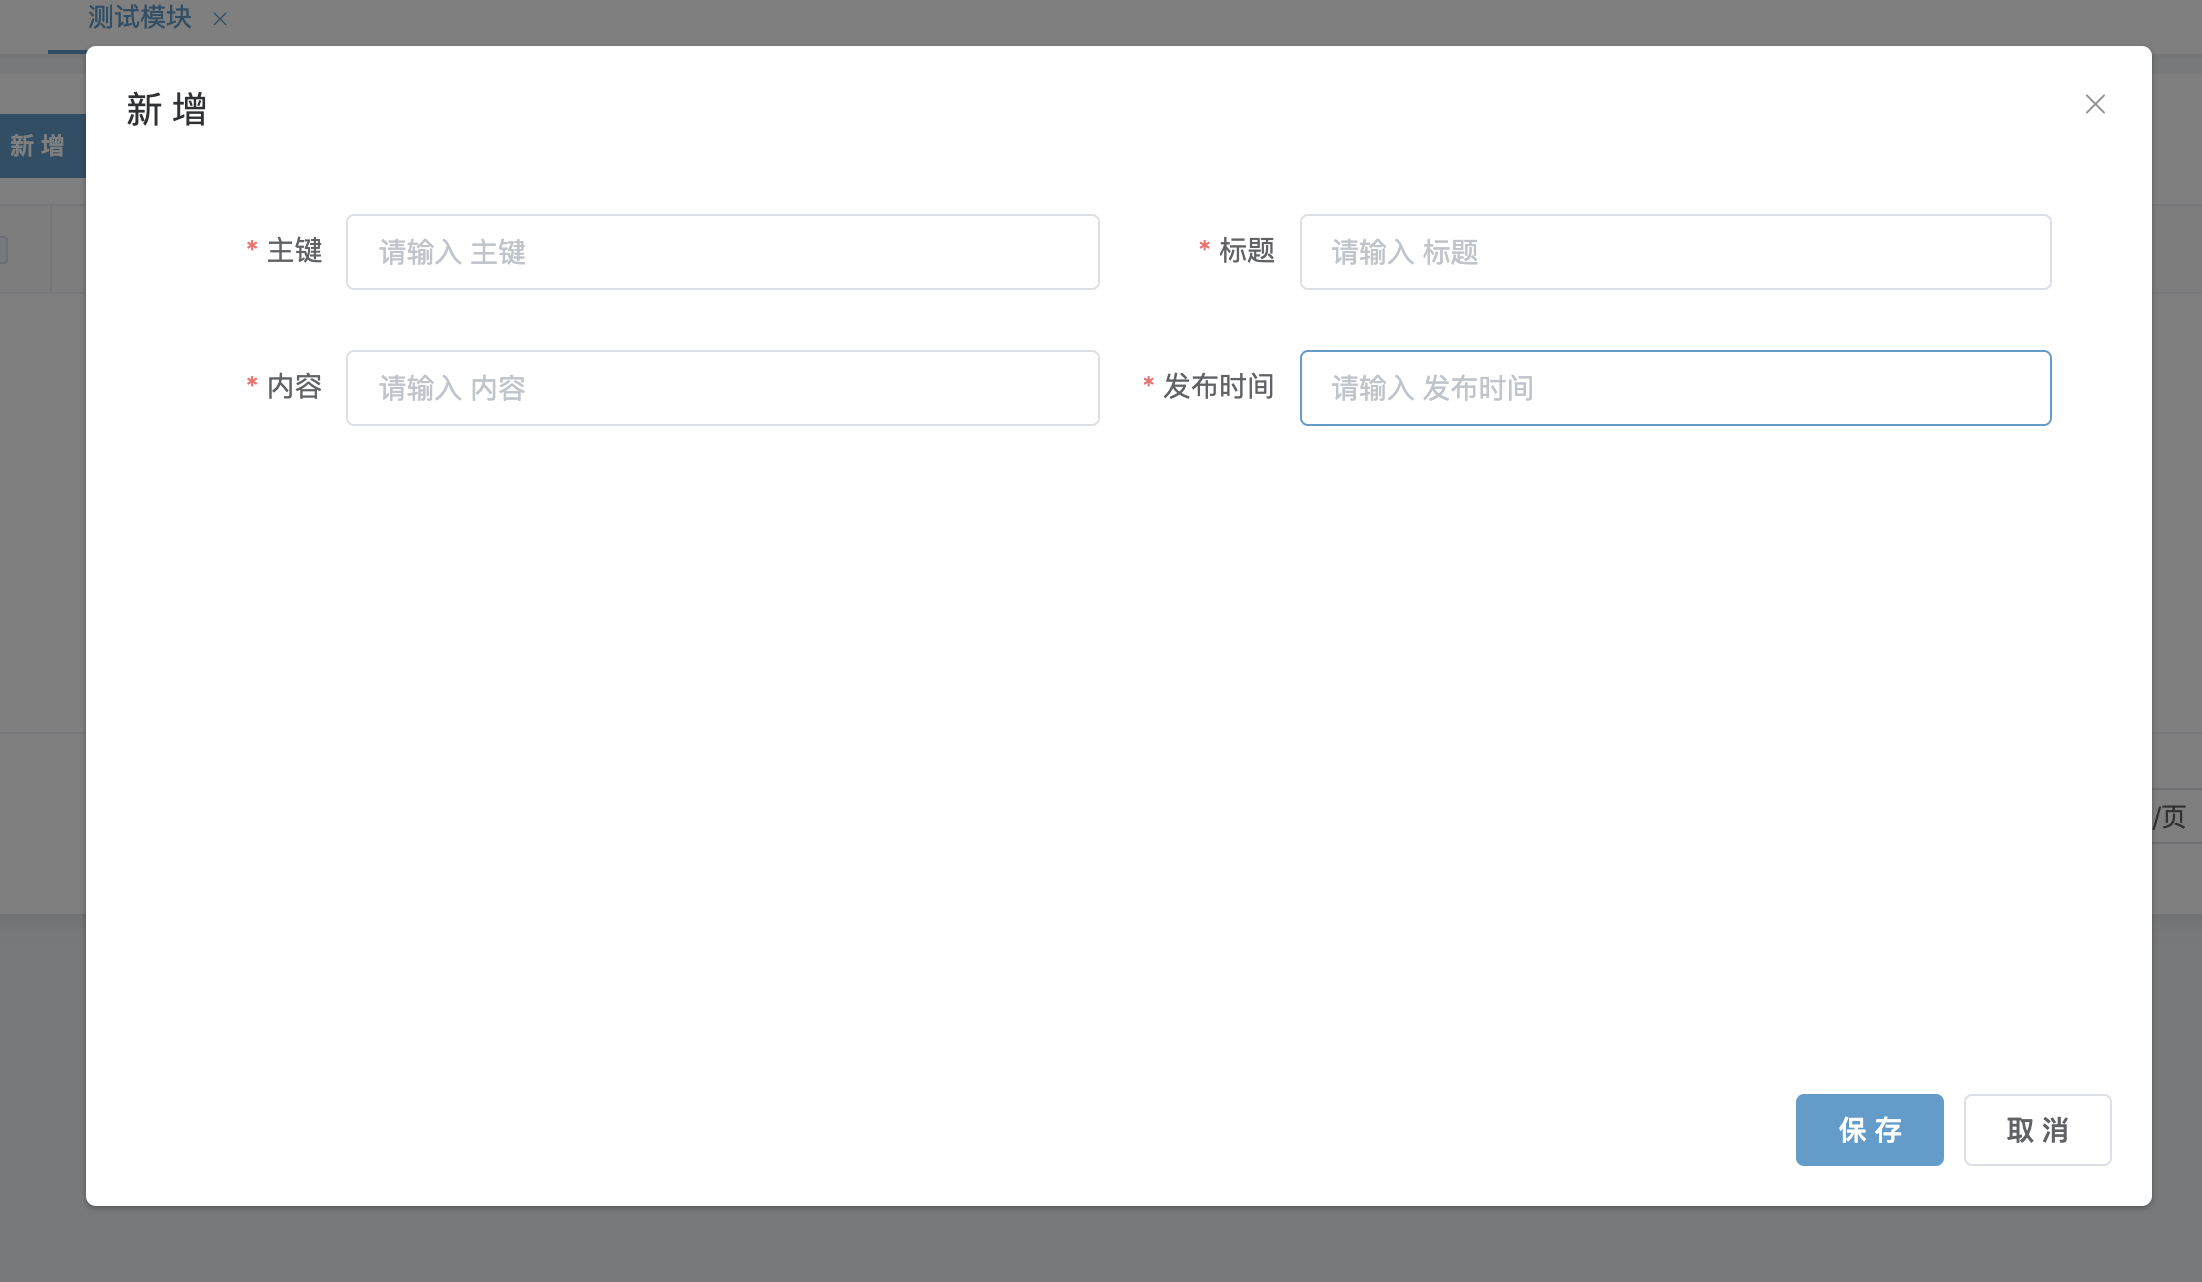 测试模块
新 增
新 增
* 主键 请输入 主键
* 标题 请输入 标题
* 内容 请输入 内容
* 发布时间 请输入 发布时间
/页
保 存 取 消